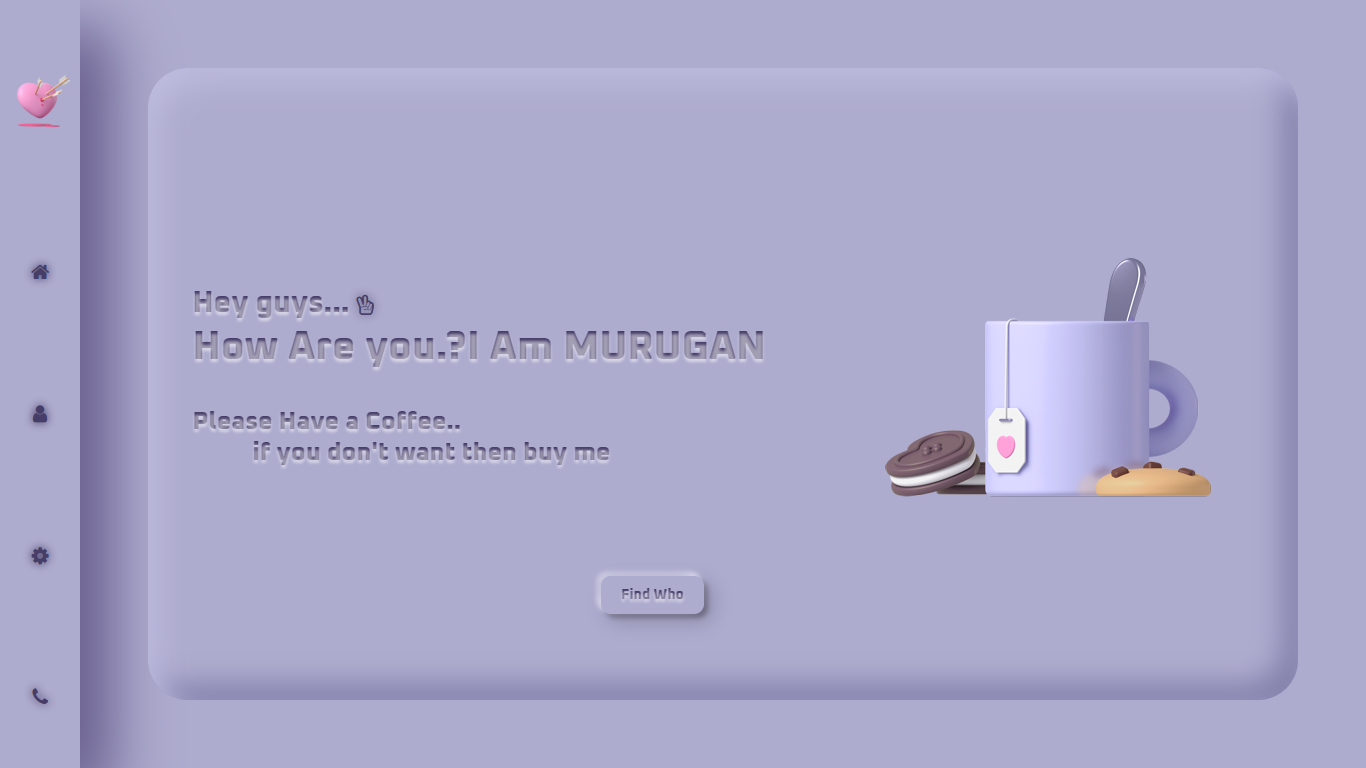 Hey guys...✌
How Are you.?I Am MURUGAN
Please Have a Coffee..
if you don't want then buy me
Find Who